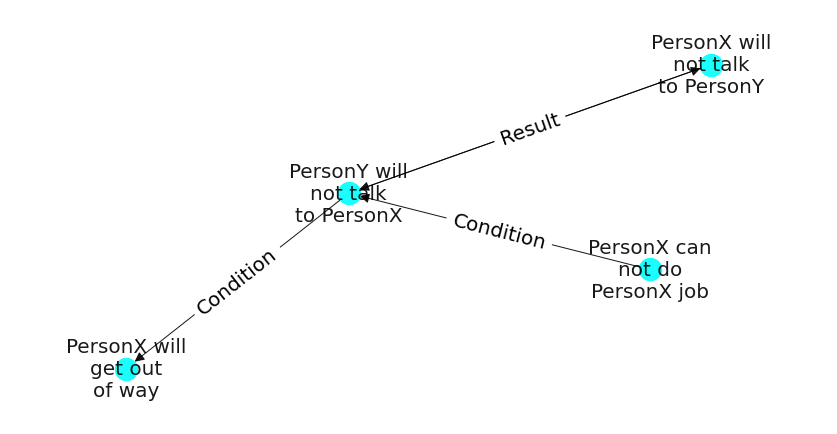 PersonX will
not talk
to PersonY
Result
PersonY will
not talk
to PersonX
Condition
PersonX can
not do
PersonX job
Condition
PersonX will
get out
of way